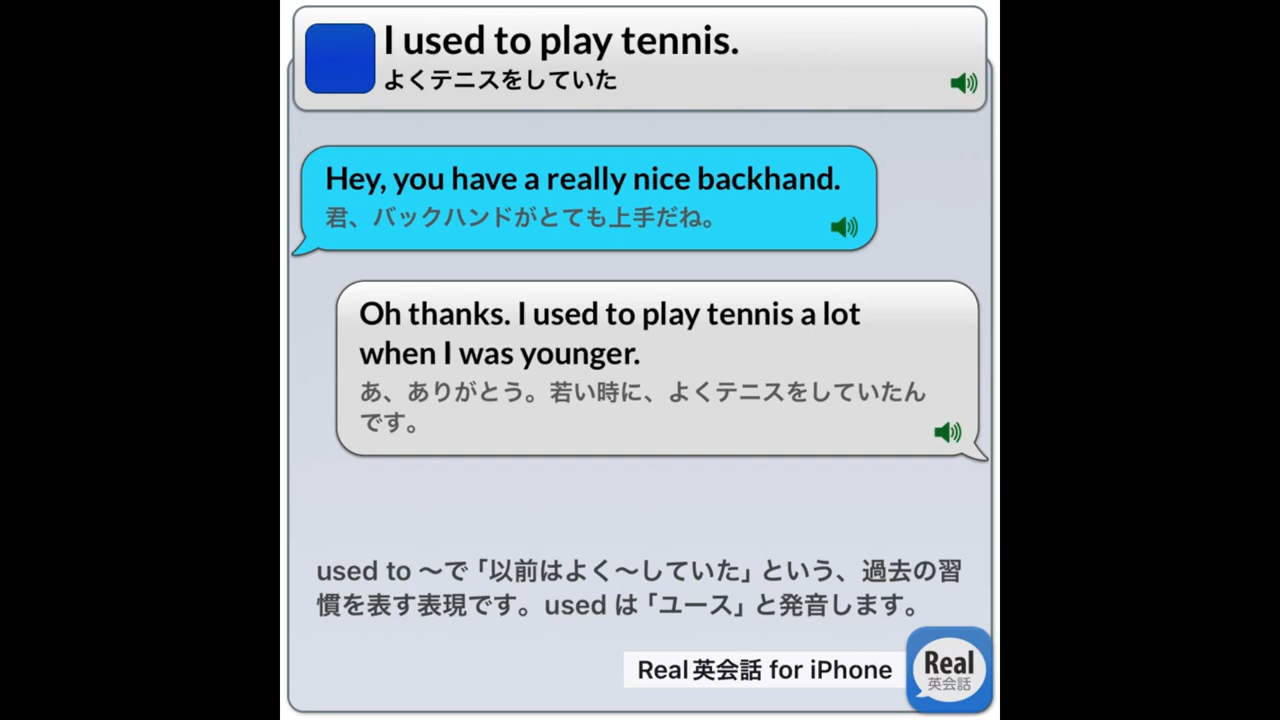 I used to play tennis.
よくテニスをしていた
Hey, you have a really nice backhand.
君、バックハンドがとても上手だね。
Oh thanks. I used to play tennis a lot
when I was younger.
あ、ありがとう。若い時に、よくテニスをしていたん
です。
used to 〜で「以前はよく〜していた」という、過去の習
慣を表す表現です。used は「ユース」と発音します。
Real英会話 for iPhone
Real
英会話